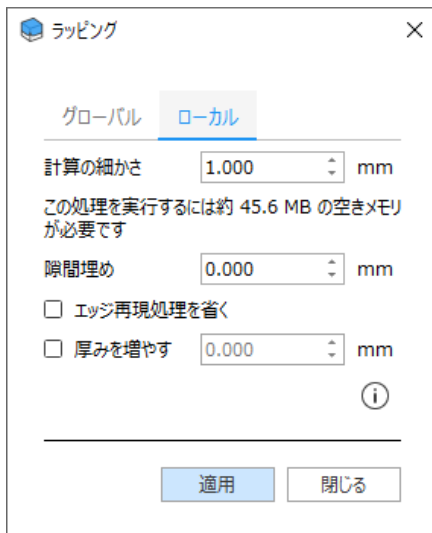 ラッピング
グローバル ローカル
計算の細かさ 1.000 mm
この処理を実行するには約 45.6 MB の空きメモリ
が必要です
隙間埋め 0.000 mm
エッジ再現処理を省く
厚みを増やす 0.000 mm
適用 閉じる